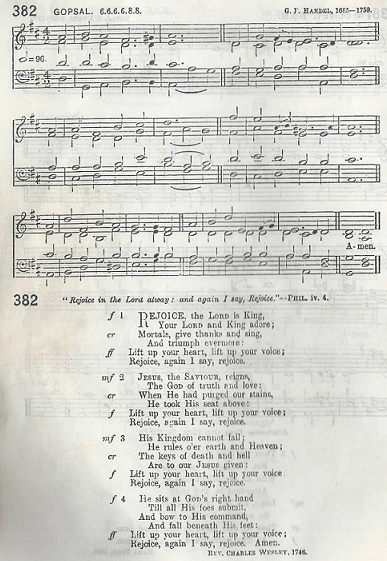 382 GOPSAL. 6.6.6.6.8.8. G. F. HANDEL, 1685—1759.
=96.
A-men.
382 "Rejoice in the Lord alway: and again I say, Rejoice."—PHIL. iv. 4.
f 1 REJOICE, the LORD is KING,
Your LORD and KING adore;
cr Mortals, give thanks and sing,
And triumph evermore:
ff Lift up your heart, lift up your voice;
Rejoice, again I say, rejoice.
mf 2 JESUS, the SAVIOUR, reigns,
The GOD of truth and love:
cr When He had purged our stains,
He took His seat above:
f Lift up your heart, lift up your voice;
Rejoice, again I say, rejoice.
mf 3 His Kingdom cannot fail;
He rules o'er earth and Heaven;
cr The keys of death and hell
Are to our JESUS given:
f Lift up your heart, lift up your voice
Rejoice, again I say, rejoice.
f 4 He sits at GOD'S right hand
Till all His foes submit,
And bow to His command,
And fall beneath His feet:
ff Lift up your heart, lift up your voice;
Rejoice, again I say, rejoice. Amen.
REV. CHARLES WESLEY, 1746.